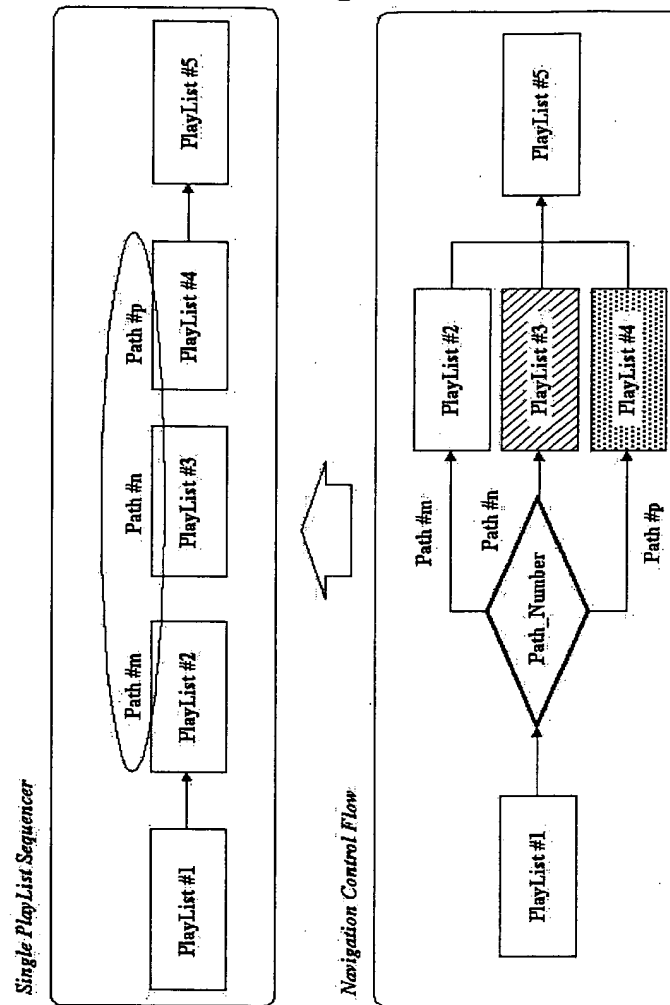 Single PlayList Sequencer
Path #m
Path #n
Path #p
PlayList #1
PlayList #2
PlayList #3
PlayList #4
PlayList #5
Navigation Control Flow
PlayList #1
Path_Number
Path #m
Path #n
Path #p
PlayList #2
PlayList #3
PlayList #4
PlayList #5